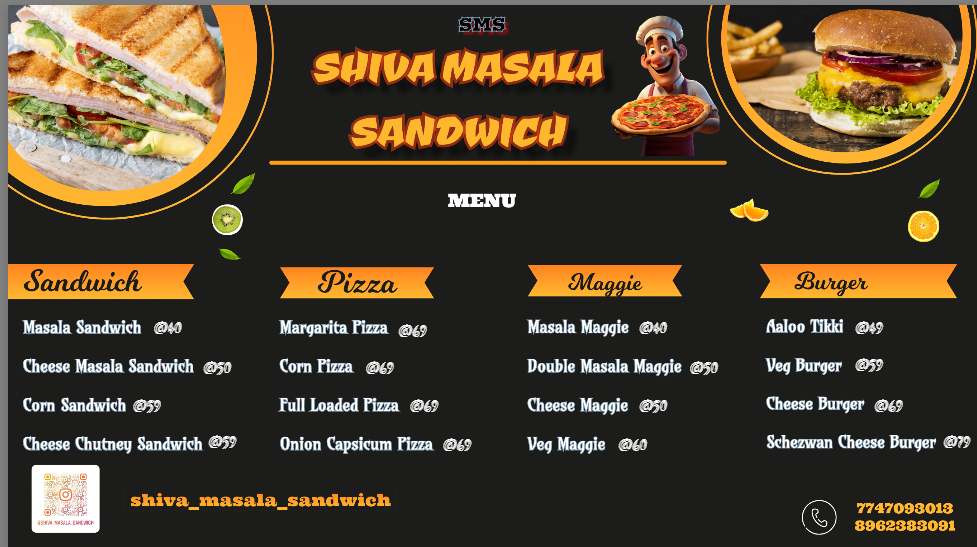 SMS
SHIVA MASALA
SANDWICH
MENU
Sandwich
Masala Sandwich @40
Cheese Masala Sandwich @50
Corn Sandwich @59
Cheese Chutney Sandwich @59
Pizza
Margarita Pizza @69
Corn Pizza @69
Full Loaded Pizza @69
Onion Capsicum Pizza @69
Maggie
Masala Maggie @40
Double Masala Maggie @50
Cheese Maggie @50
Veg Maggie @60
Burger
Aaloo Tikki @49
Veg Burger @59
Cheese Burger @69
Schezwan Cheese Burger @79
@SHIVA_MASALA_SANDWICH
shiva_masala_sandwich
7747093013
8962383091